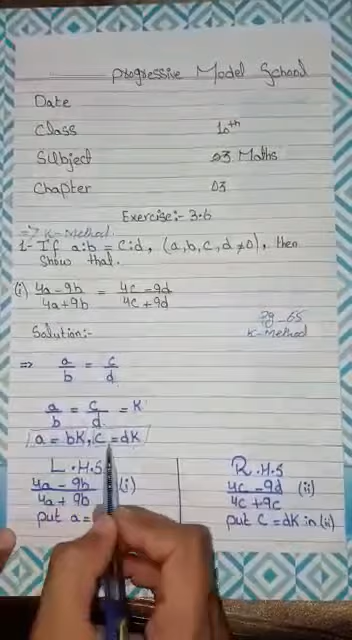 Progressive Model School
Date
Class 10th
Subject 03 Maths
Chapter 03
Exercise:- 3.6
=> K-Method
1- If a:b = c:d, (a,b,c,d ≠ 0), then
Show that.
(i) 4a - 9b / 4a + 9b = 4c - 9d / 4c + 9d
Pg _ 65
Solution:- K-Method
=> a/b = c/d
a/b = c/d = K
a = bK, c = dK
L.H.S
4a - 9b / 4a + 9b (i)
put a =
R.H.S
4c - 9d / 4c + 9c (ii)
put c = dK in (ii)